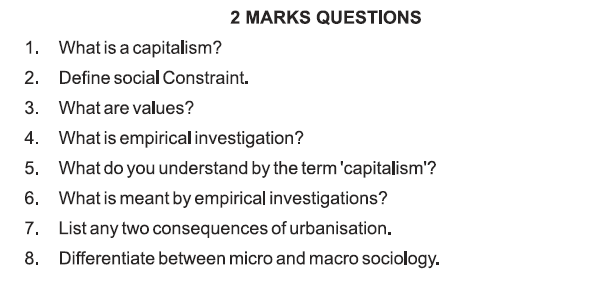 2 MARKS QUESTIONS
1. What is a capitalism?
2. Define social Constraint.
3. What are values?
4. What is empirical investigation?
5. What do you understand by the term 'capitalism'?
6. What is meant by empirical investigations?
7. List any two consequences of urbanisation.
8. Differentiate between micro and macro sociology.